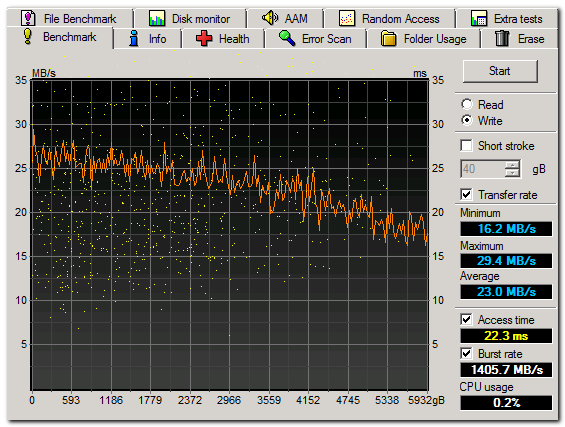 File Benchmark
Disk monitor
AAM
Random Access
Extra tests
Benchmark
Info
Health
Error Scan
Folder Usage
Erase
MB/s
ms
35
30
25
20
15
10
5
35
30
25
20
15
10
5
0 593 1186 1779 2372 2966 3559 4152 4745 5338 5932gB
Start
Read
Write
Short stroke
40 gB
Transfer rate
Minimum
16.2 MB/s
Maximum
29.4 MB/s
Average
23.0 MB/s
Access time
22.3 ms
Burst rate
1405.7 MB/s
CPU usage
0.2%